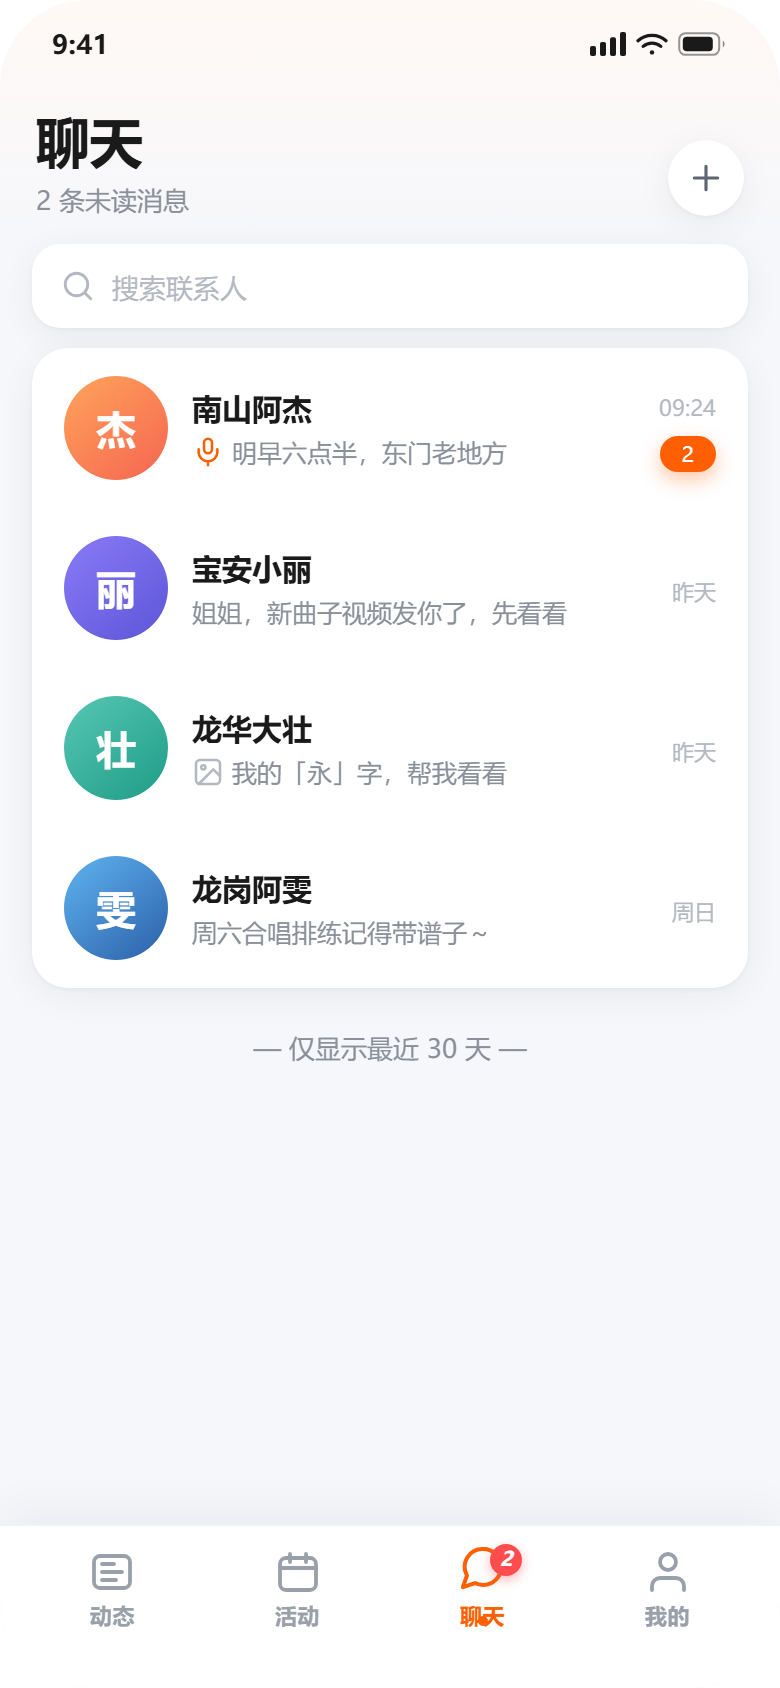 9:41
聊天
2 条未读消息
搜索联系人
杰
南山阿杰
09:24
明早六点半，东门老地方
2
丽
宝安小丽
姐姐，新曲子视频发你了，先看看
昨天
壮
龙华大壮
我的「永」字，帮我看看
昨天
雯
龙岗阿雯
周六合唱排练记得带谱子～
周日
— 仅显示最近 30 天 —
2
动态
活动
聊天
我的